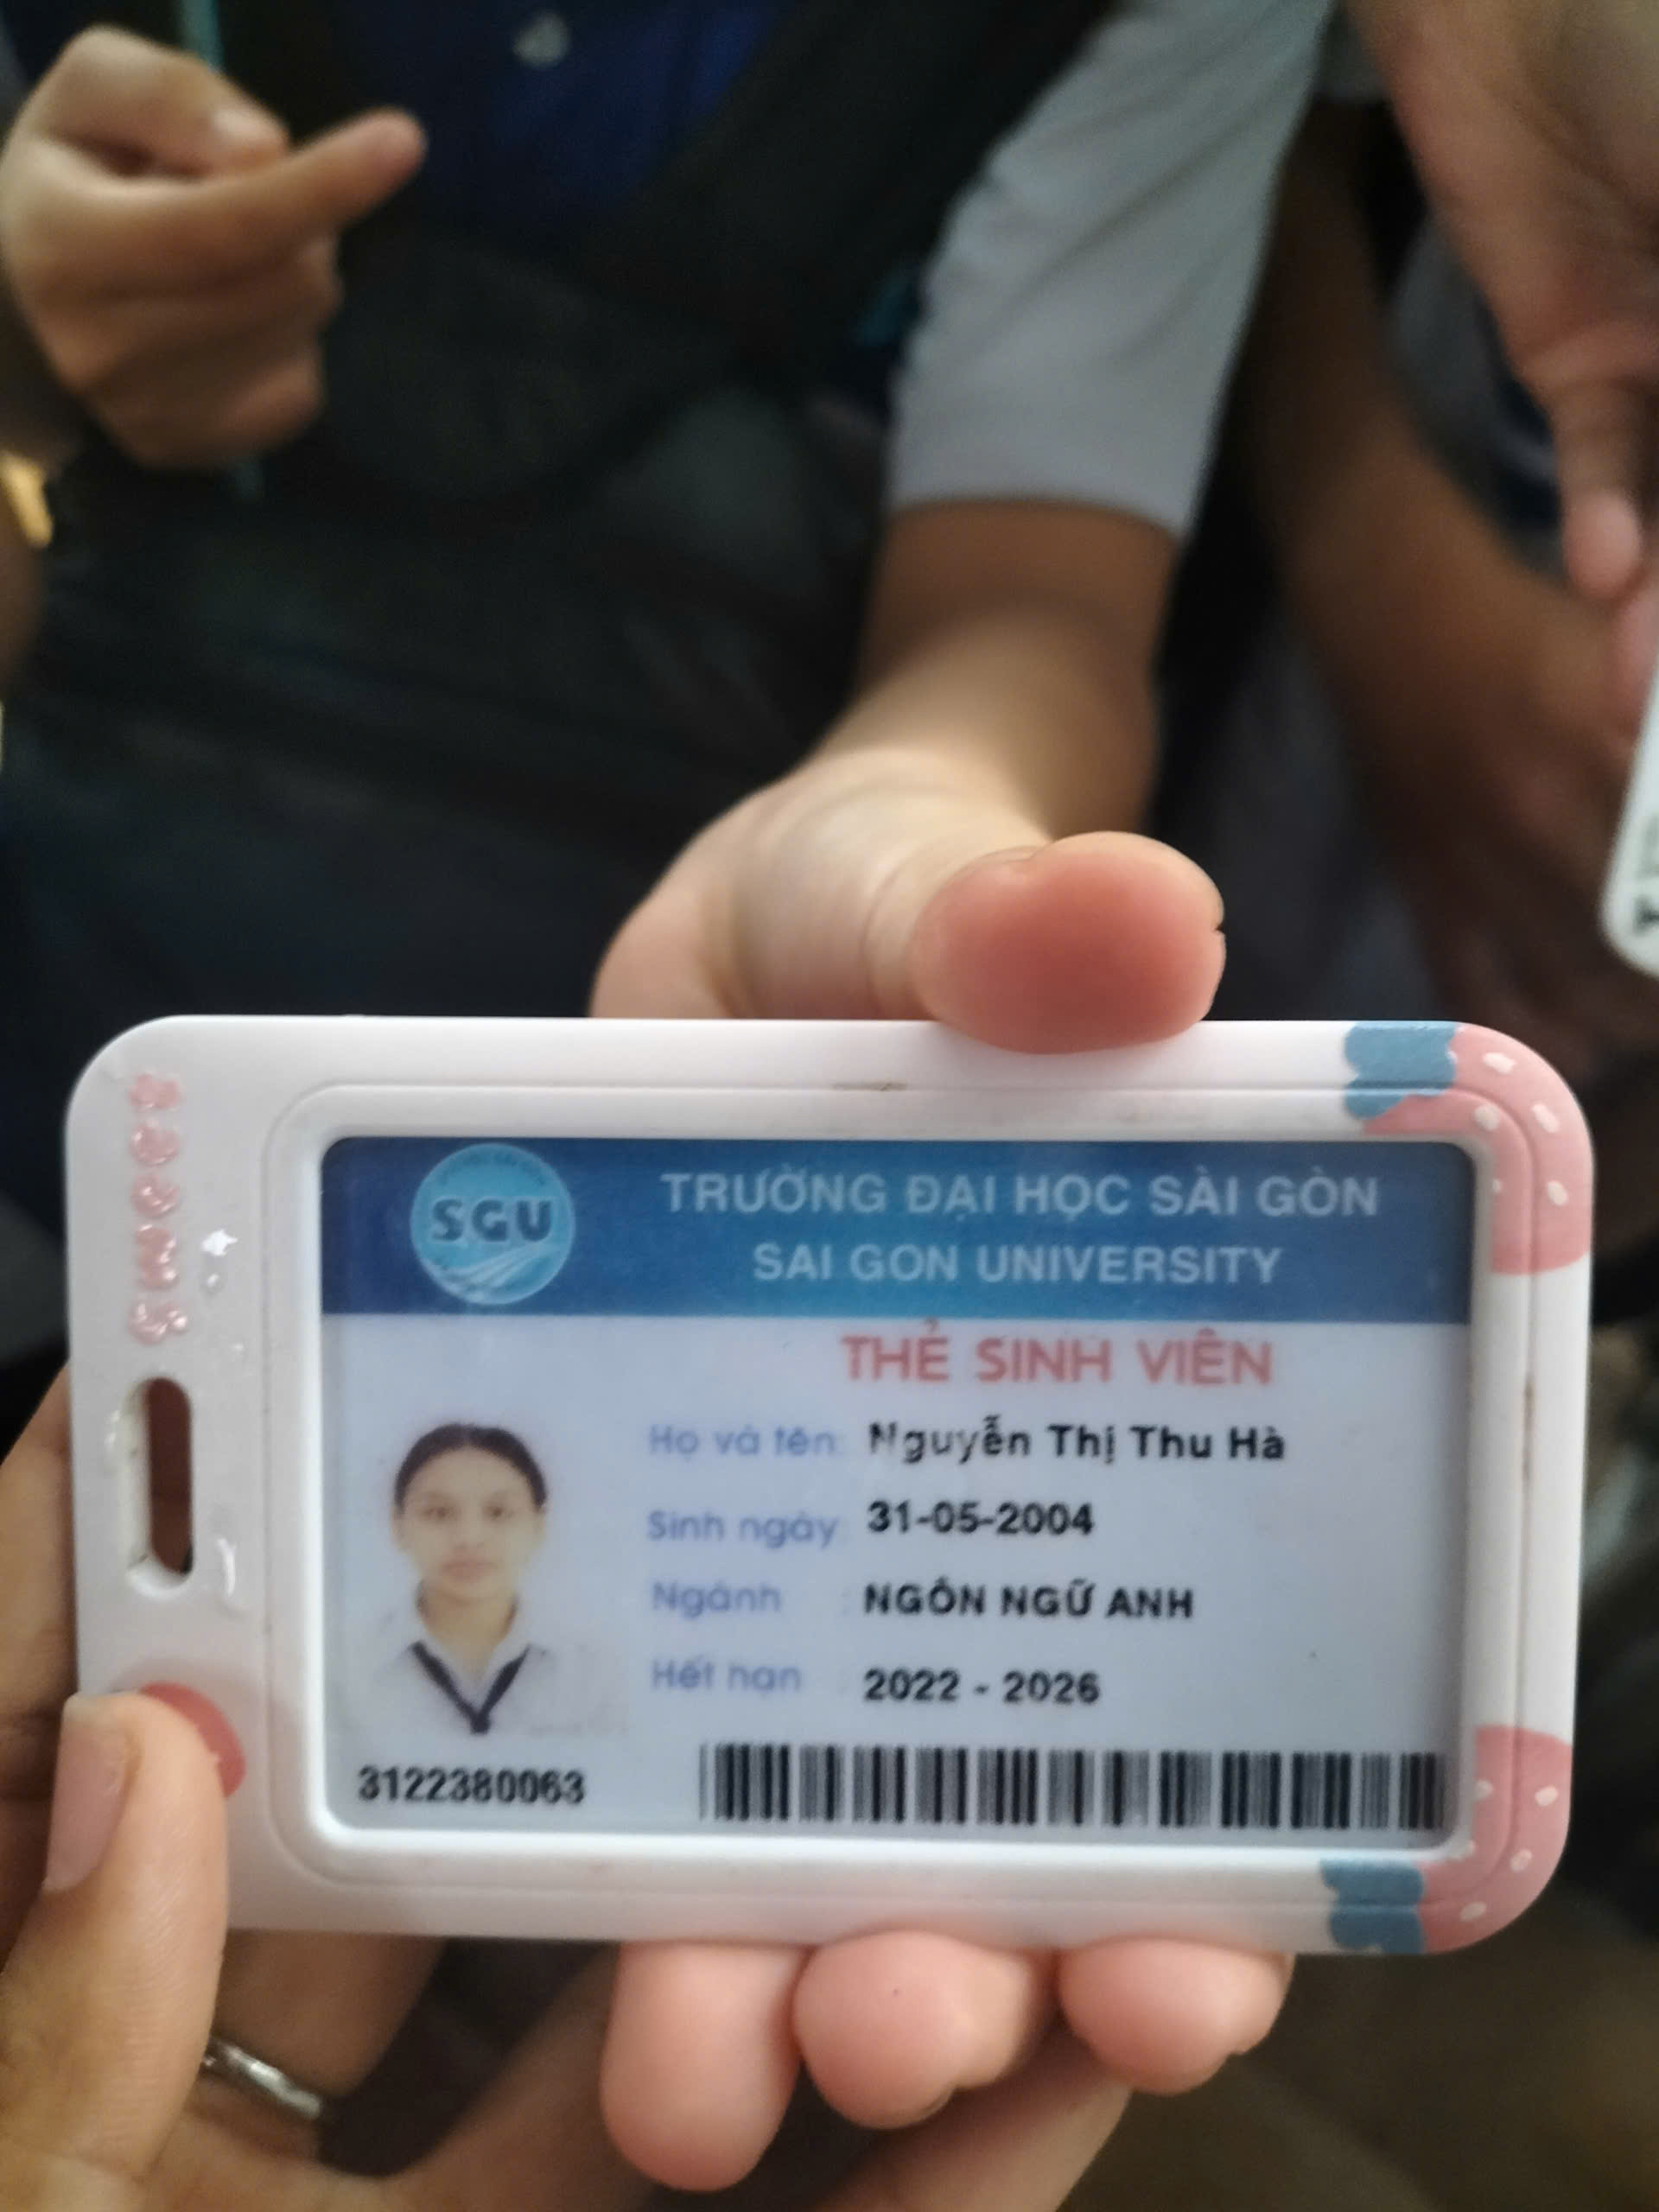 Sweet
SGU
TRƯỜNG ĐẠI HỌC SÀI GÒN
SAI GON UNIVERSITY
THẺ SINH VIÊN
Họ và tên: Nguyễn Thị Thu Hà
Sinh ngày: 31-05-2004
Ngành : NGÔN NGỮ ANH
Hết hạn : 2022 - 2026
3122380063